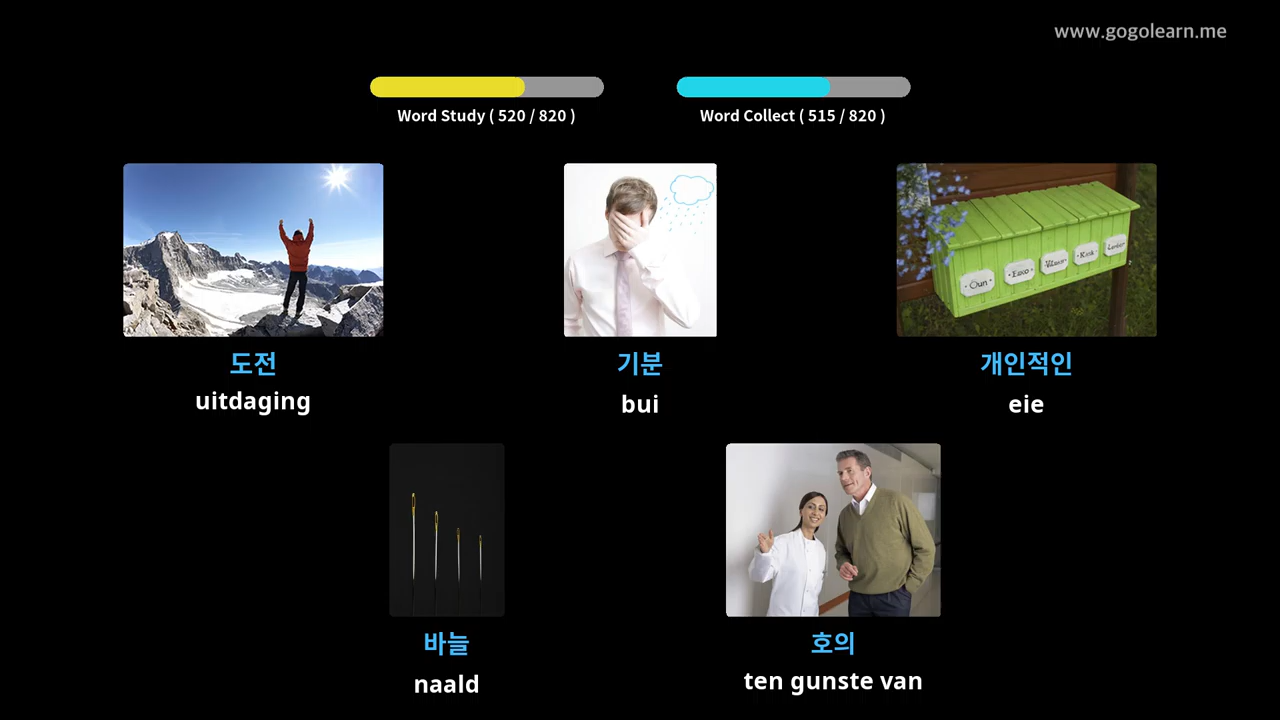 www.gogolearn.me
Word Study ( 520 / 820 )
Word Collect ( 515 / 820 )
도전
uitdaging
기분
bui
개인적인
eie
바늘
naald
호의
ten gunste van